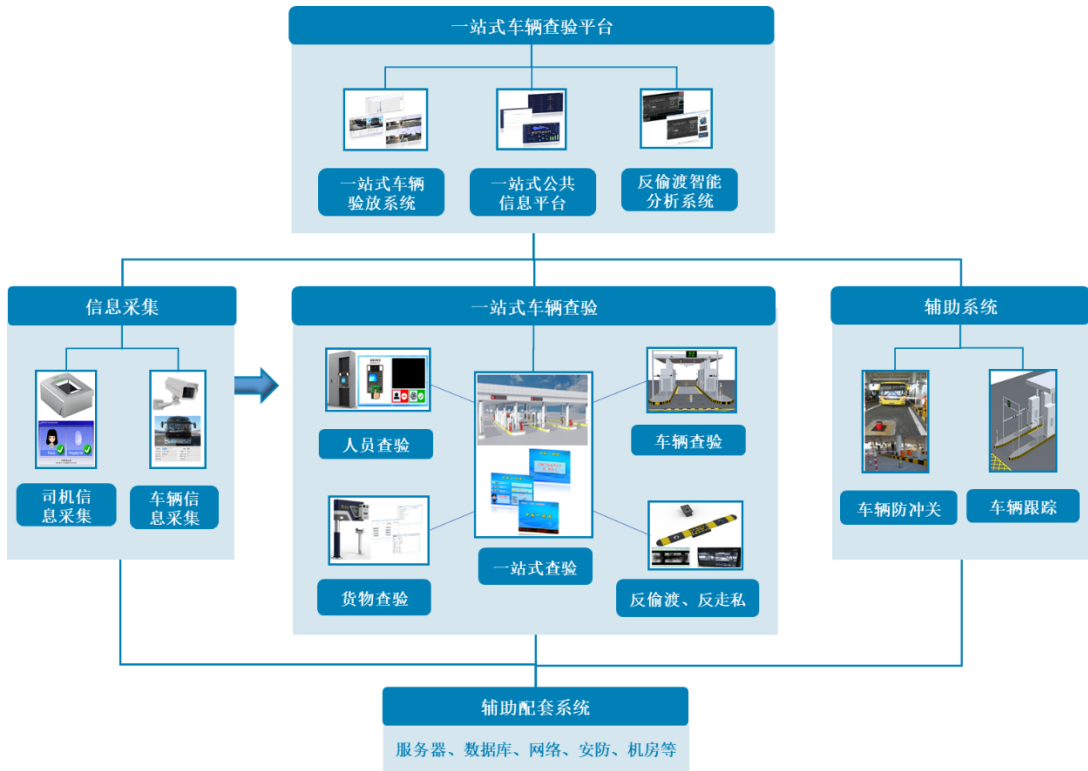 一站式车辆查验平台
一站式车辆
验放系统
一站式公共
信息平台
反偷渡智能
分析系统
信息采集
司机信
息采集
车辆信
息采集
一站式车辆查验
人员查验
车辆查验
一站式查验
货物查验
反偷渡、反走私
辅助系统
车辆防冲关
车辆跟踪
辅助配套系统
服务器、数据库、网络、安防、机房等